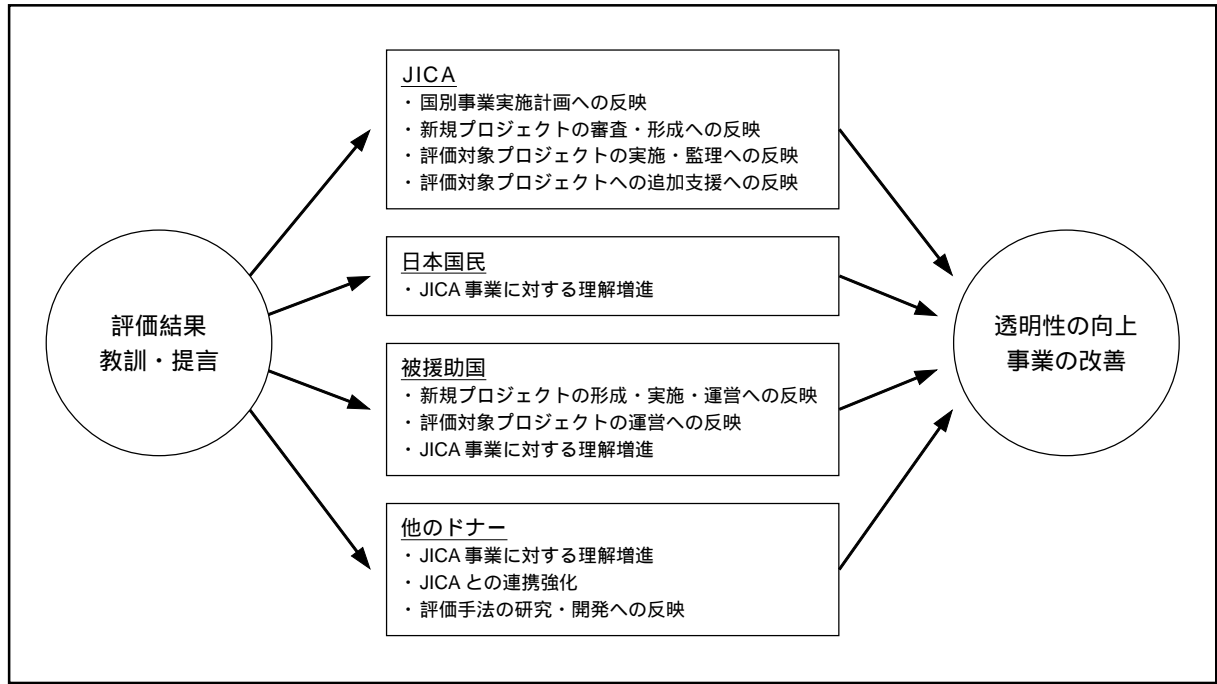 評価結果
教訓・提言
JICA
・国別事業実施計画への反映
・新規プロジェクトの審査・形成への反映
・評価対象プロジェクトの実施・監理への反映
・評価対象プロジェクトへの追加支援への反映
日本国民
・JICA 事業に対する理解増進
被援助国
・新規プロジェクトの形成・実施・運営への反映
・評価対象プロジェクトの運営への反映
・JICA 事業に対する理解増進
他のドナー
・JICA 事業に対する理解増進
・JICA との連携強化
・評価手法の研究・開発への反映
透明性の向上
事業の改善